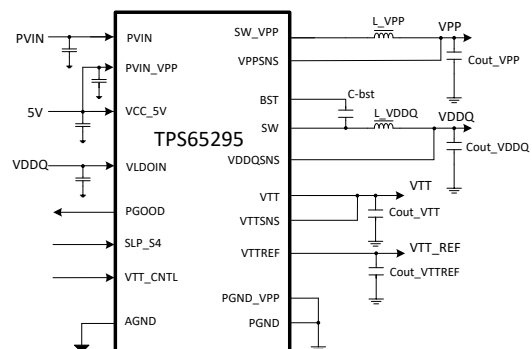 PVIN
PVIN
SW_VPP
L_VPP
VPP
PVIN_VPP
VPPSNS
Cout_VPP
BST
C-bst
5V
VCC_5V
SW
L_VDDQ
VDDQ
TPS65295
VDDQ
VLDOIN
VDDQSNS
Cout_VDDQ
VTT
VTT
PGOOD
VTTSNS
Cout_VTT
SLP_S4
VTTREF
VTT_REF
VTT_CNTL
Cout_VTTREF
PGND_VPP
AGND
PGND